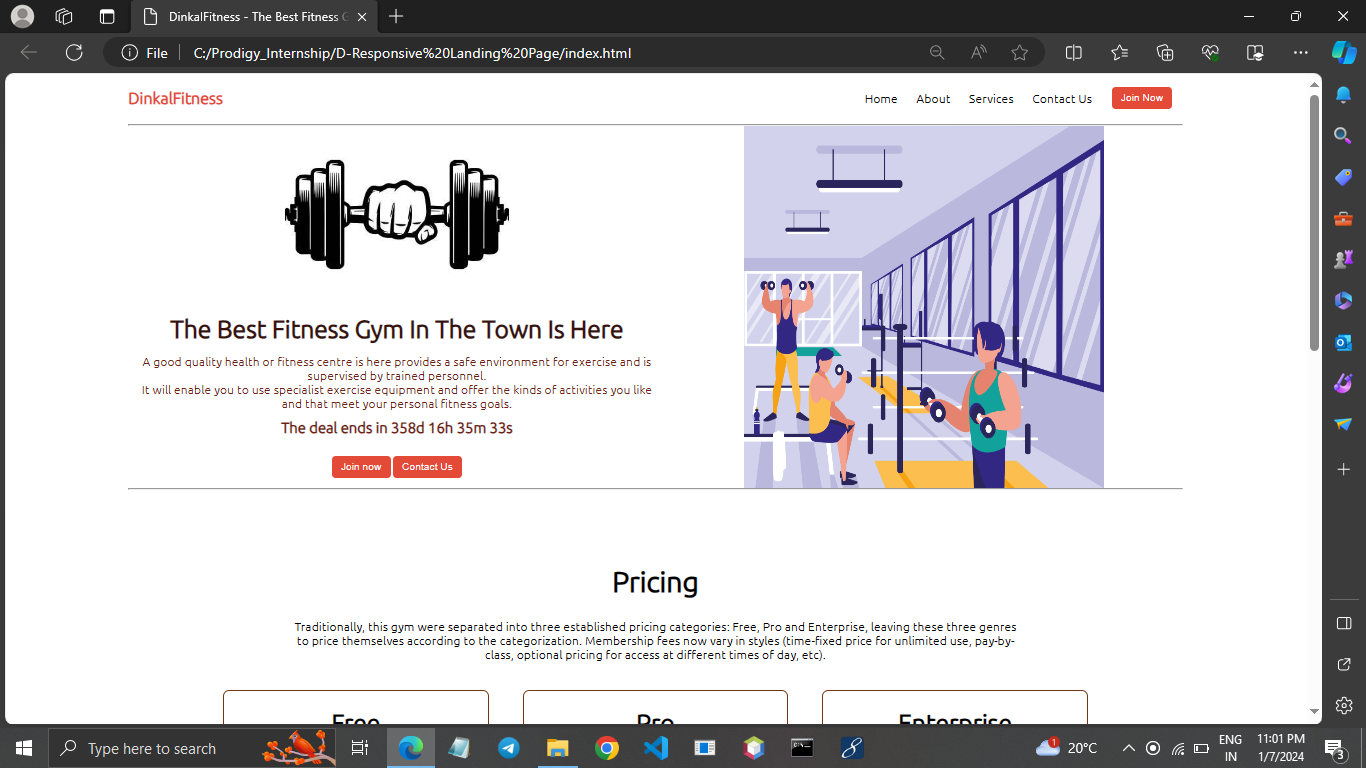 DinkalFitness - The Best Fitness G
File
C:/Prodigy_Internship/D-Responsive%20Landing%20Page/index.html
DinkalFitness
Home About Services Contact Us Join Now
The Best Fitness Gym In The Town Is Here
A good quality health or fitness centre is here provides a safe environment for exercise and is
supervised by trained personnel.
It will enable you to use specialist exercise equipment and offer the kinds of activities you like
and that meet your personal fitness goals.
The deal ends in 358d 16h 35m 33s
Join now Contact Us
Pricing
Traditionally, this gym were separated into three established pricing categories: Free, Pro and Enterprise, leaving these three genres
to price themselves according to the categorization. Membership fees now vary in styles (time-fixed price for unlimited use, pay-by-
class, optional pricing for access at different times of day, etc).
Free Pro Enterprise
Type here to search
1
20°C
ENG
IN
11:01 PM
1/7/2024
3